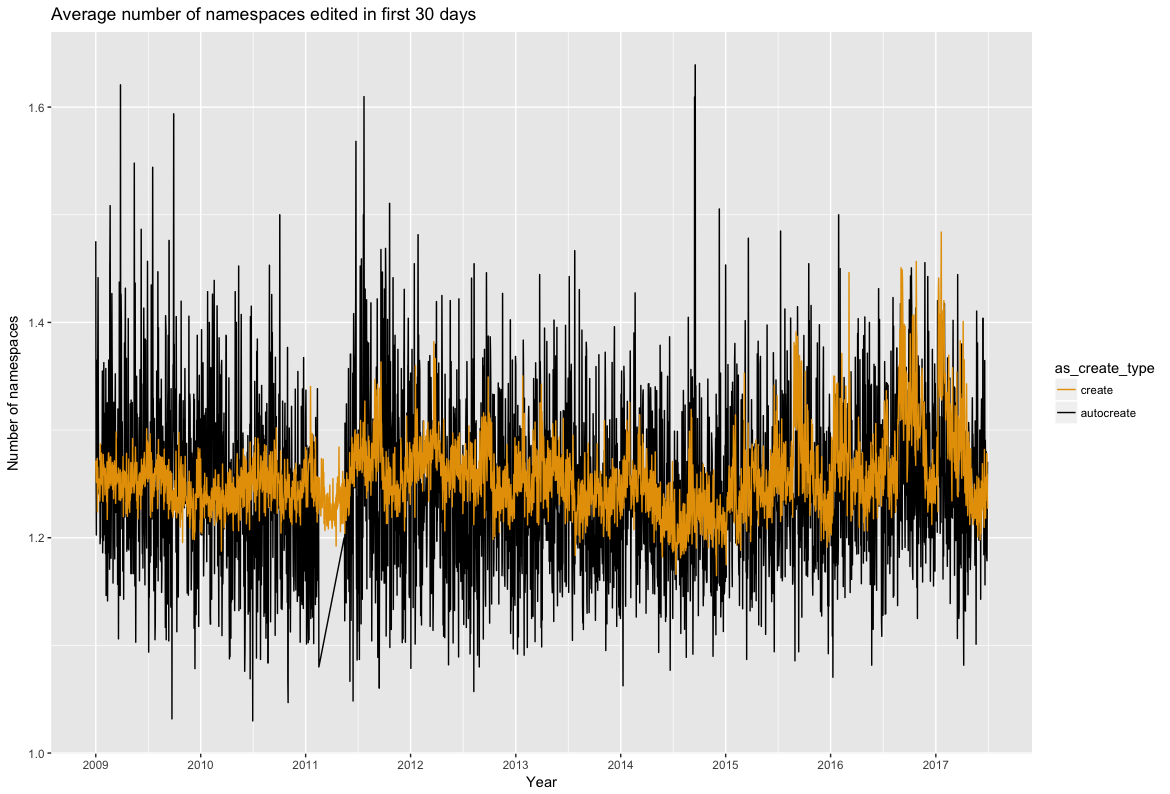 Average number of namespaces edited in first 30 days
Number of namespaces
1.6
1.4
1.2
1.0
2009 2010 2011 2012 2013 2014 2015 2016 2017
Year
as_create_type
create
autocreate